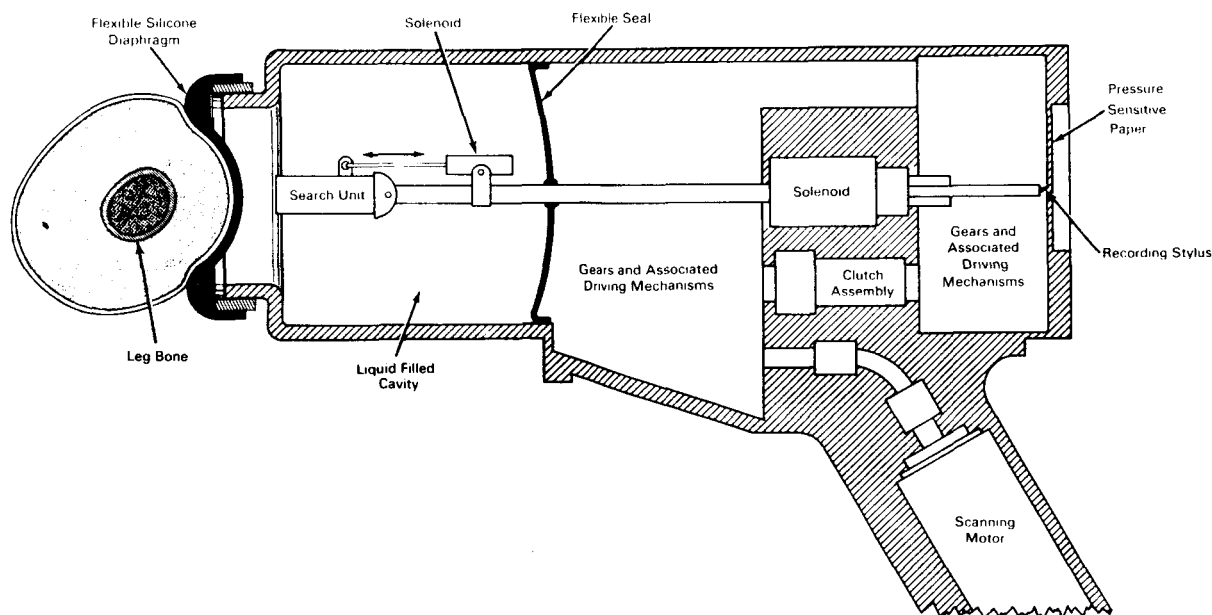 Flexible Silicone
Diaphragm
Solenoid
Flexible Seal
Pressure
Sensitive
Paper
Search Unit
Solenoid
Gears and
Associated
Driving
Mechanisms
Recording Stylus
Gears and Associated
Driving Mechanisms
Clutch
Assembly
Leg Bone
Liquid Filled
Cavity
Scanning
Motor